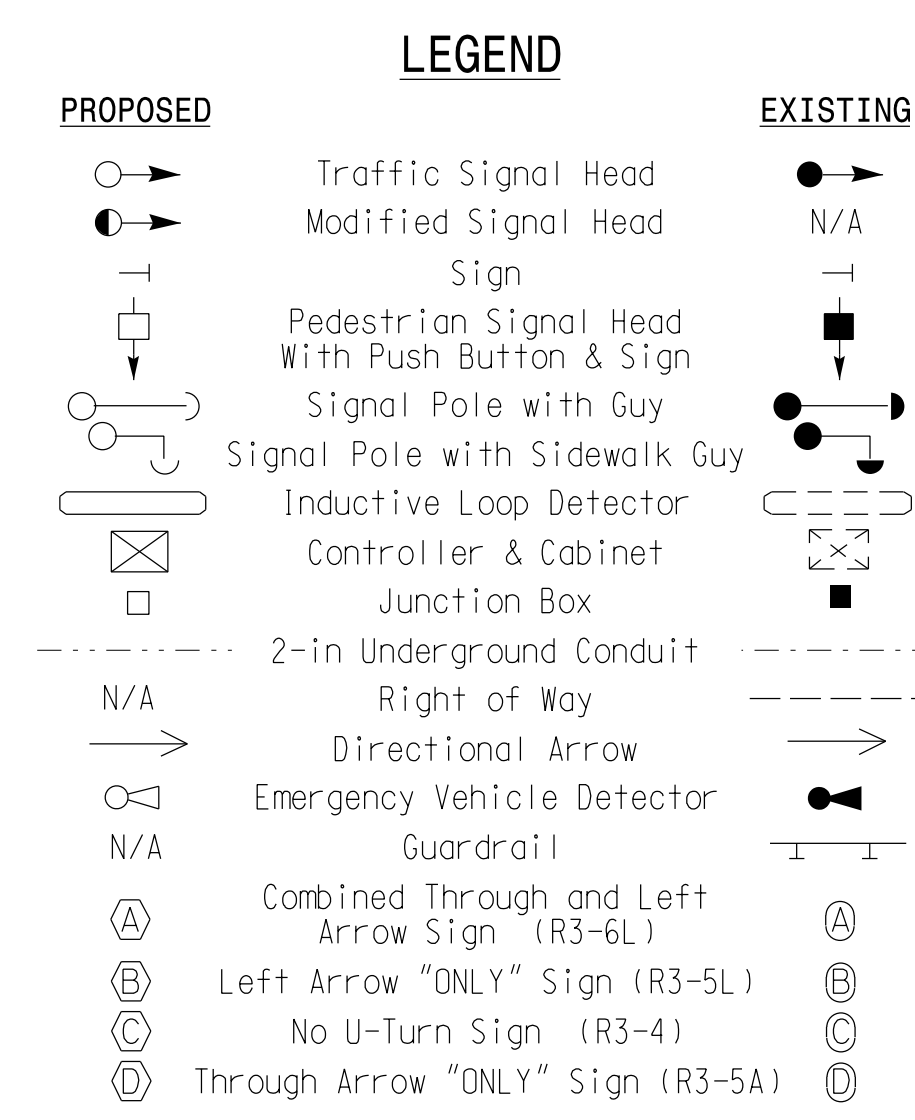 LEGEND
PROPOSED EXISTING
Traffic Signal Head
Modified Signal Head N/A
Sign
Pedestrian Signal Head
With Push Button & Sign
Signal Pole with Guy
Signal Pole with Sidewalk Guy
Inductive Loop Detector
Controller & Cabinet
Junction Box
2-in Underground Conduit
N/A Right of Way
Directional Arrow
Emergency Vehicle Detector
N/A Guardrail
Combined Through and Left
A Arrow Sign (R3-6L) A
B Left Arrow "ONLY" Sign (R3-5L) B
C No U-Turn Sign (R3-4) C
D Through Arrow "ONLY" Sign (R3-5A) D